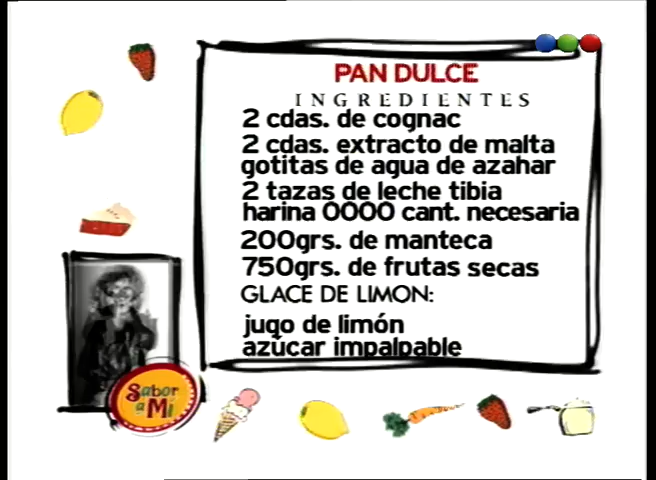 PAN DULCE
INGREDIENTES
2 cdas. de cognac
2 cdas. extracto de malta
gotitas de agua de azahar
2 tazas de leche tibia
harina 0000 cant. necesaria
200grs. de manteca
750grs. de frutas secas
GLACE DE LIMON:
jugo de limón
azúcar impalpable
Sabor
a Mí